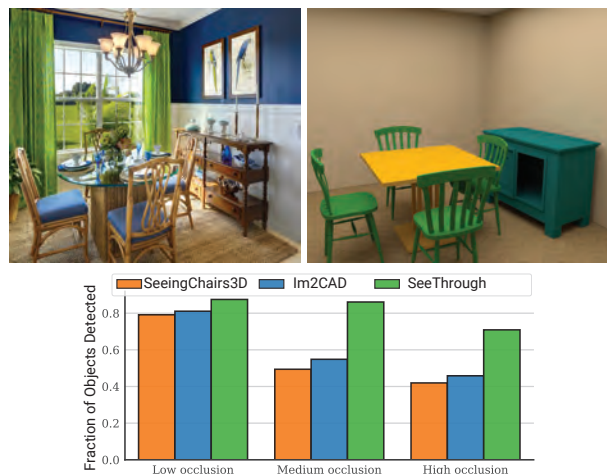 SeeingChairs3D Im2CAD SeeThrough
Fraction of Objects Detected
0.8
0.6
0.4
0.2
0.0
Low occlusion Medium occlusion High occlusion